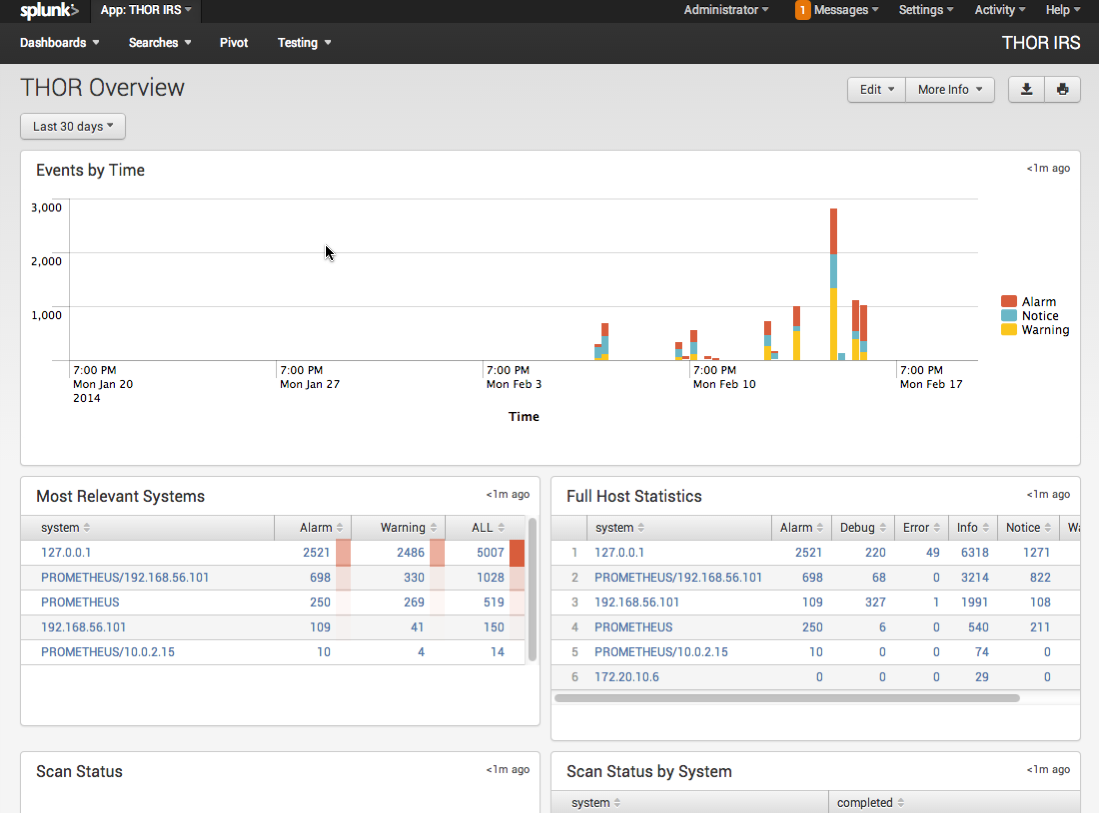 splunk> App: THOR IRS Administrator 1 Messages Settings Activity Help
Dashboards Searches Pivot Testing THOR IRS
THOR Overview Edit More Info
Last 30 days
Events by Time <1m ago
3,000
2,000
1,000
Alarm
Notice
Warning
7:00 PM 7:00 PM 7:00 PM 7:00 PM 7:00 PM
Mon Jan 20 Mon Jan 27 Mon Feb 3 Mon Feb 10 Mon Feb 17
2014
Time
Most Relevant Systems <1m ago
system Alarm Warning ALL
127.0.0.1 2521 2486 5007
PROMETHEUS/192.168.56.101 698 330 1028
PROMETHEUS 250 269 519
192.168.56.101 109 41 150
PROMETHEUS/10.0.2.15 10 4 14
Full Host Statistics <1m ago
system Alarm Debug Error Info Notice Wa
1 127.0.0.1 2521 220 49 6318 1271
2 PROMETHEUS/192.168.56.101 698 68 0 3214 822
3 192.168.56.101 109 327 1 1991 108
4 PROMETHEUS 250 6 0 540 211
5 PROMETHEUS/10.0.2.15 10 0 0 74 0
6 172.20.10.6 0 0 0 29 0
Scan Status <1m ago
Scan Status by System <1m ago
system completed